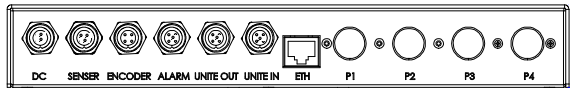 DC SENSER ENCODER ALARM UNITE OUT UNITE IN ETH P1 P2 P3 P4